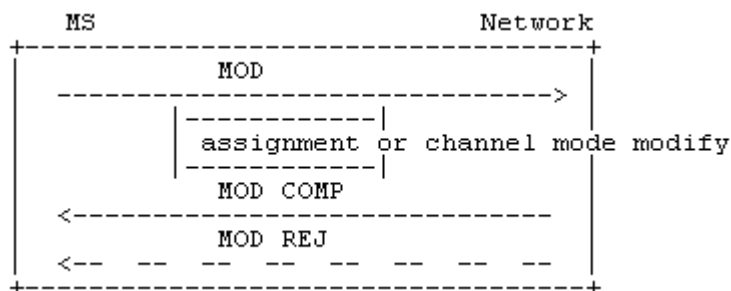 MS Network
MOD
assignment or channel mode modify
MOD COMP
MOD REJ